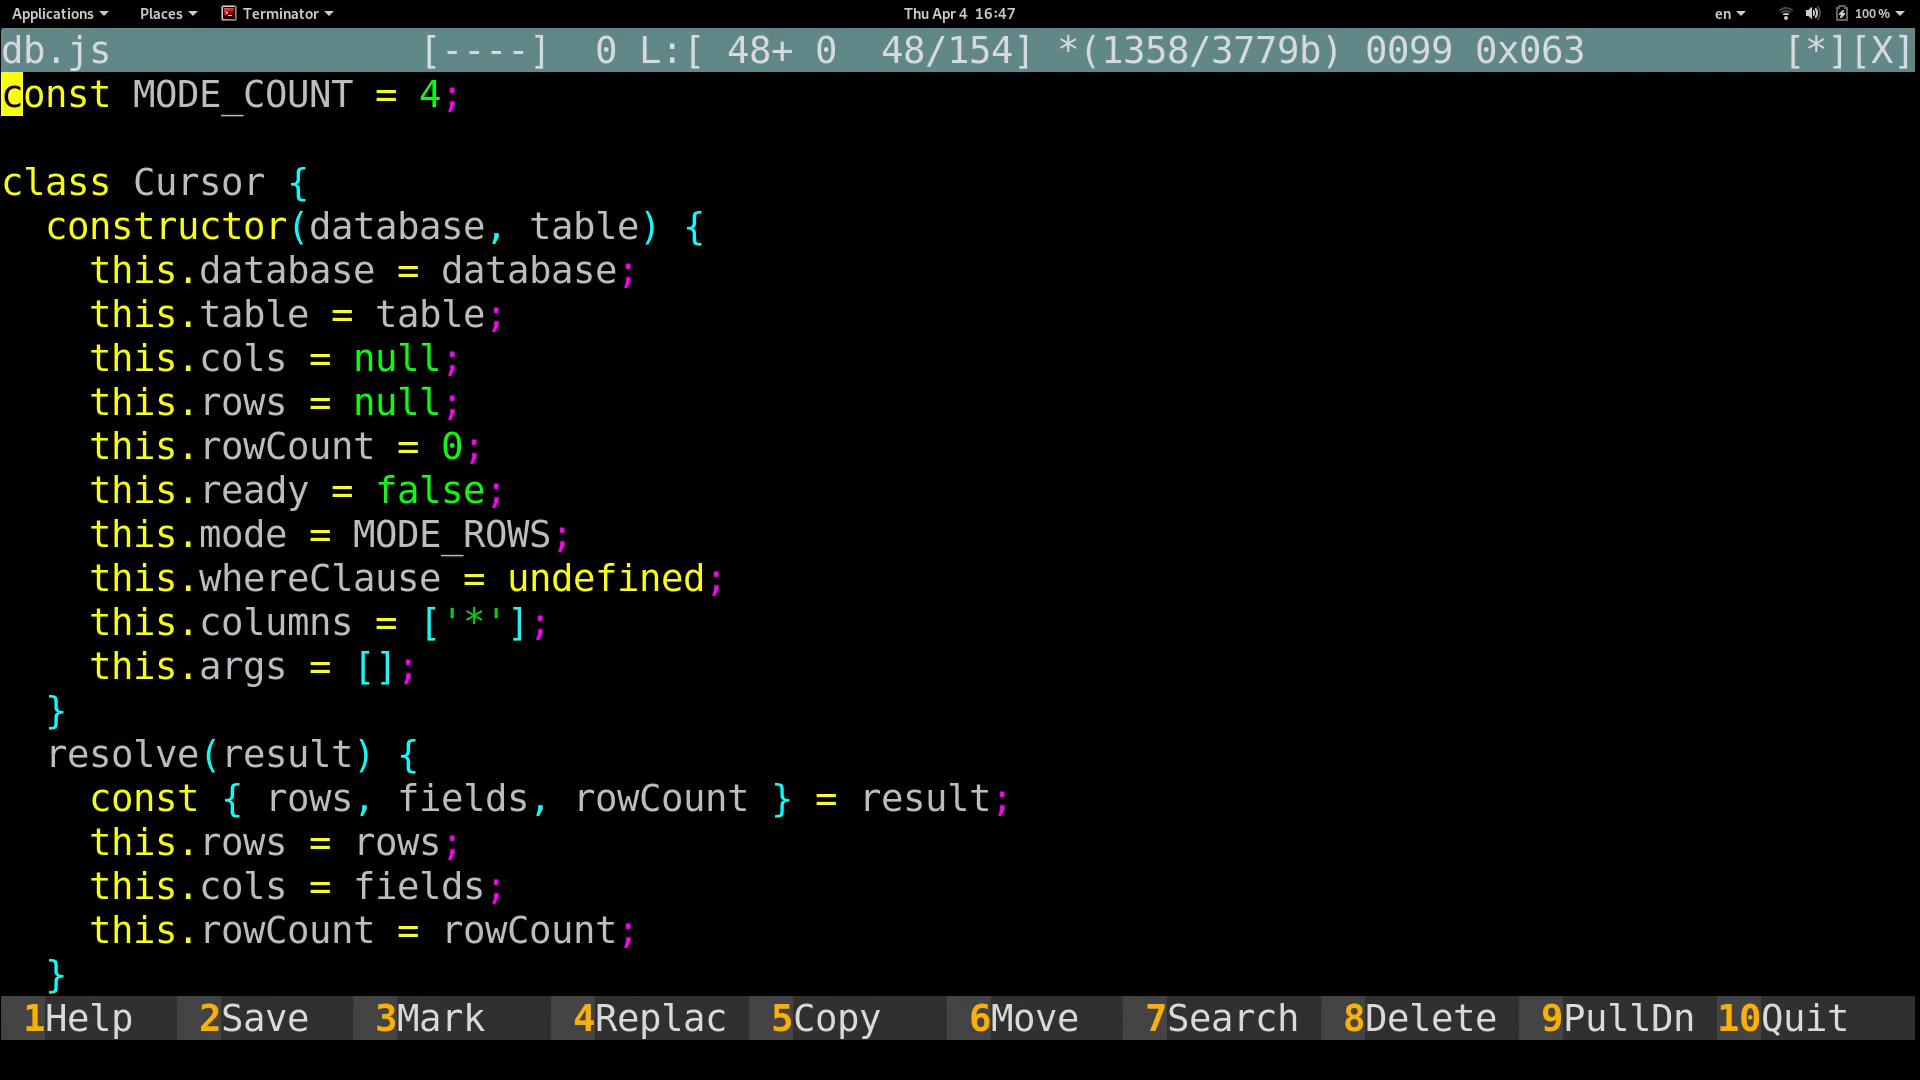 Applications Places Terminator Thu Apr 4 16:47 en 100 %
db.js [----] 0 L:[ 48+ 0 48/154] *(1358/3779b) 0099 0x063 [*][X]
const MODE_COUNT = 4;
class Cursor {
  constructor(database, table) {
    this.database = database;
    this.table = table;
    this.cols = null;
    this.rows = null;
    this.rowCount = 0;
    this.ready = false;
    this.mode = MODE_ROWS;
    this.whereClause = undefined;
    this.columns = ['*'];
    this.args = [];
  }
  resolve(result) {
    const { rows, fields, rowCount } = result;
    this.rows = rows;
    this.cols = fields;
    this.rowCount = rowCount;
  }
1Help 2Save 3Mark 4Replac 5Copy 6Move 7Search 8Delete 9PullDn 10Quit